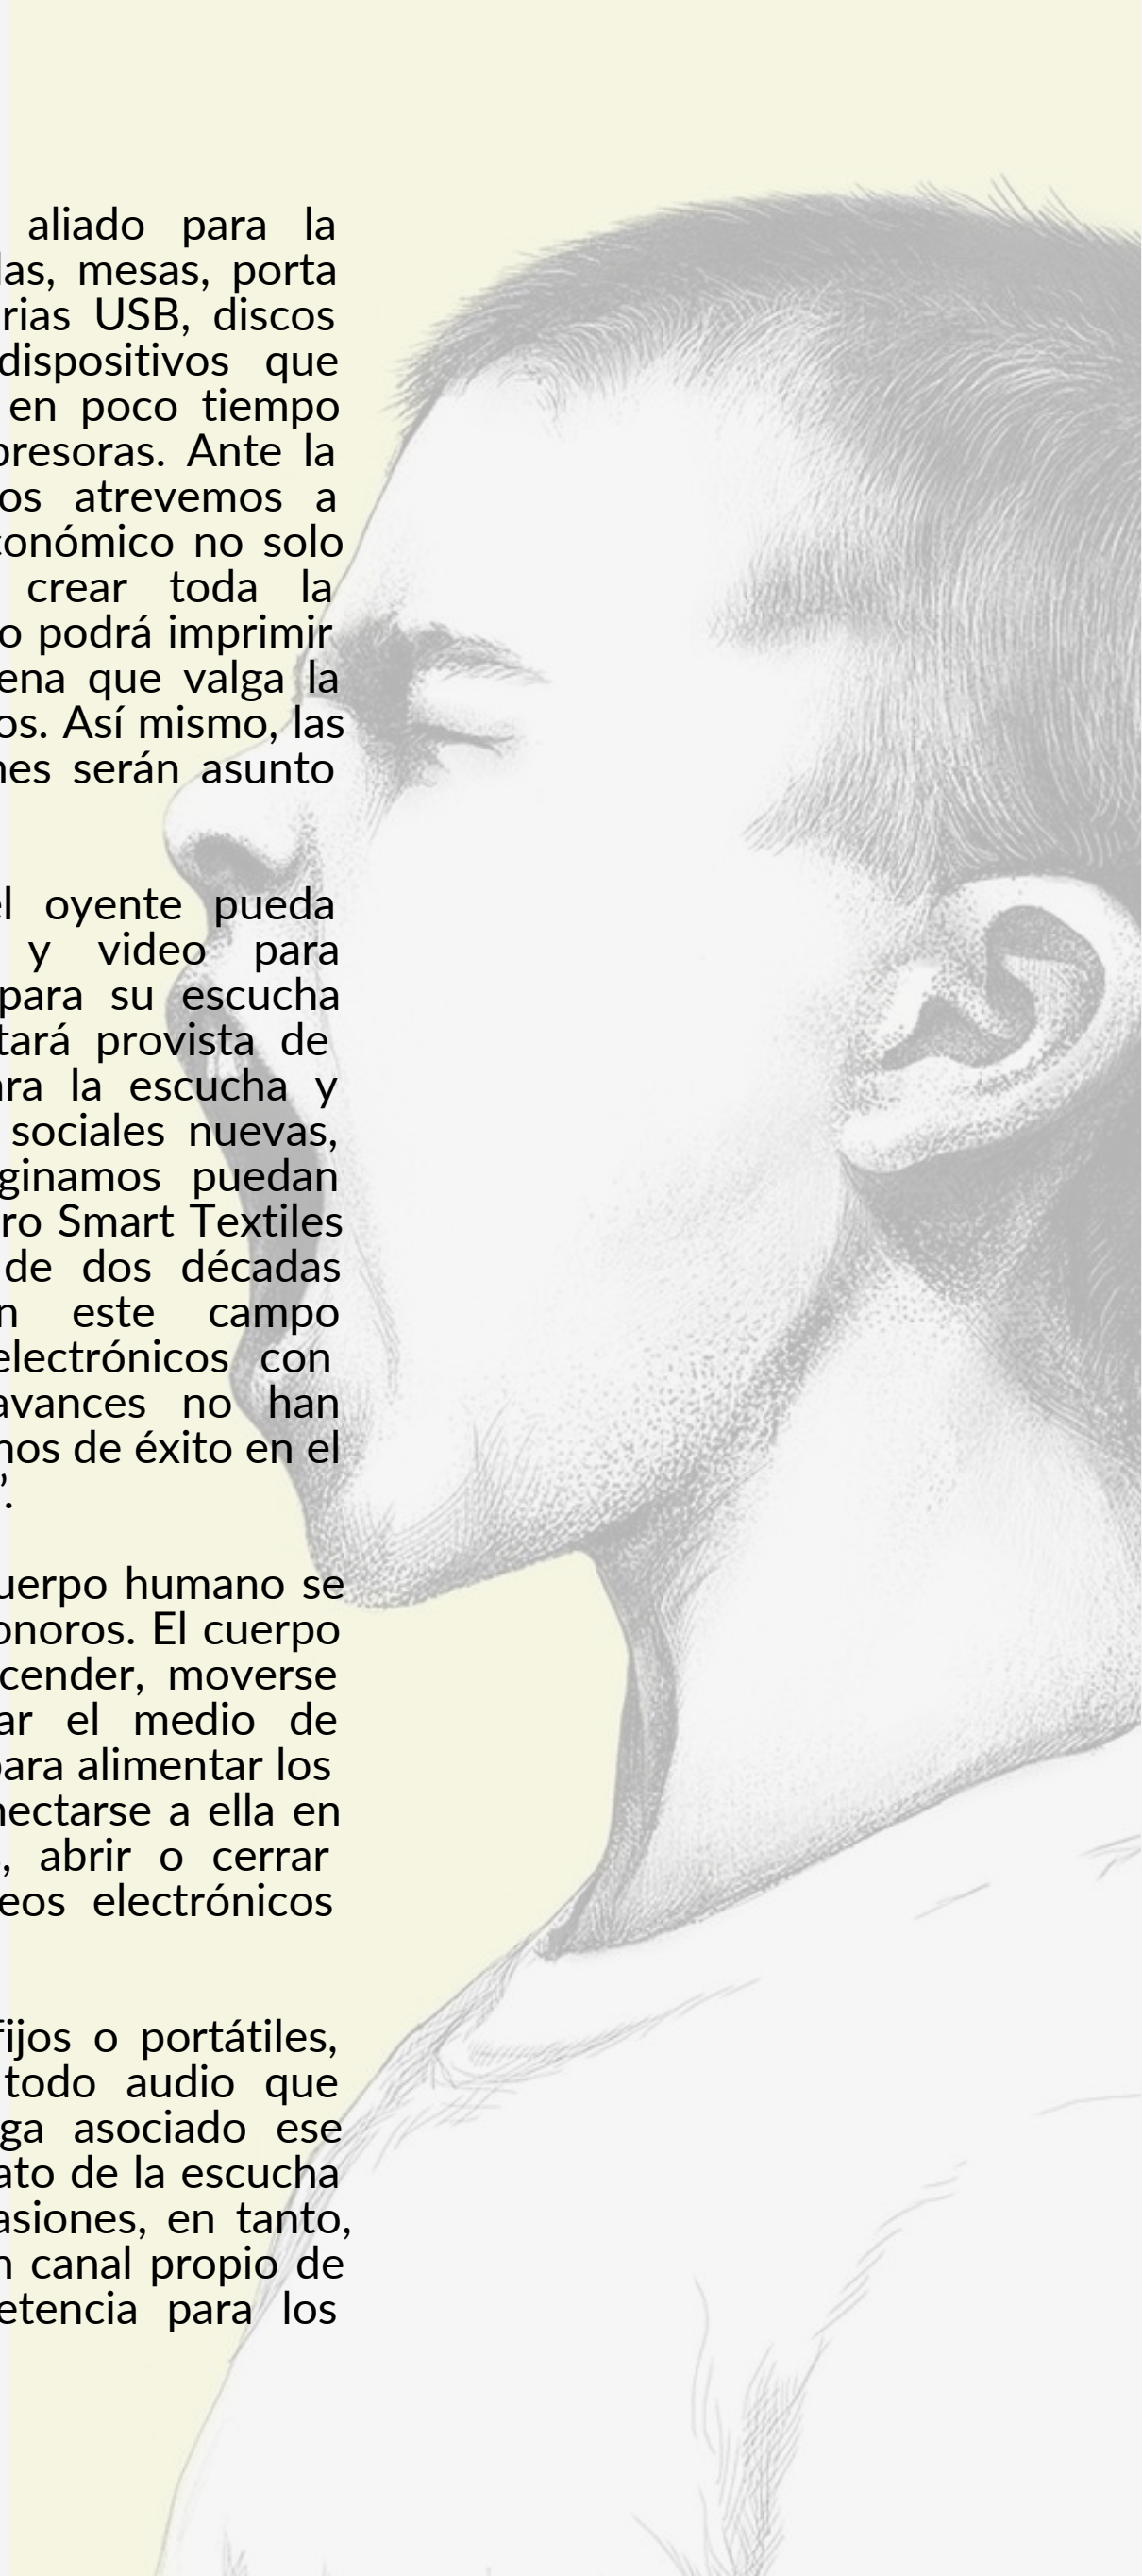 aliado para la
las, mesas, porta
rias USB, discos
dispositivos que
en poco tiempo
presoras. Ante la
os atrevemos a
conómico no solo
crear toda la
o podrá imprimir
ena que valga la
os. Así mismo, las
nes serán asunto
el oyente pueda
y video para
para su escucha
tará provista de
ara la escucha y
sociales nuevas,
ginamos puedan
ro Smart Textiles
de dos décadas
n este campo
electrónicos con
avances no han
nos de éxito en el
”.
uerpo humano se
onoros. El cuerpo
cender, moverse
ar el medio de
para alimentar los
nectarse a ella en
, abrir o cerrar
eos electrónicos
fijos o portátiles,
todo audio que
ga asociado ese
ato de la escucha
asiones, en tanto,
n canal propio de
etencia para los